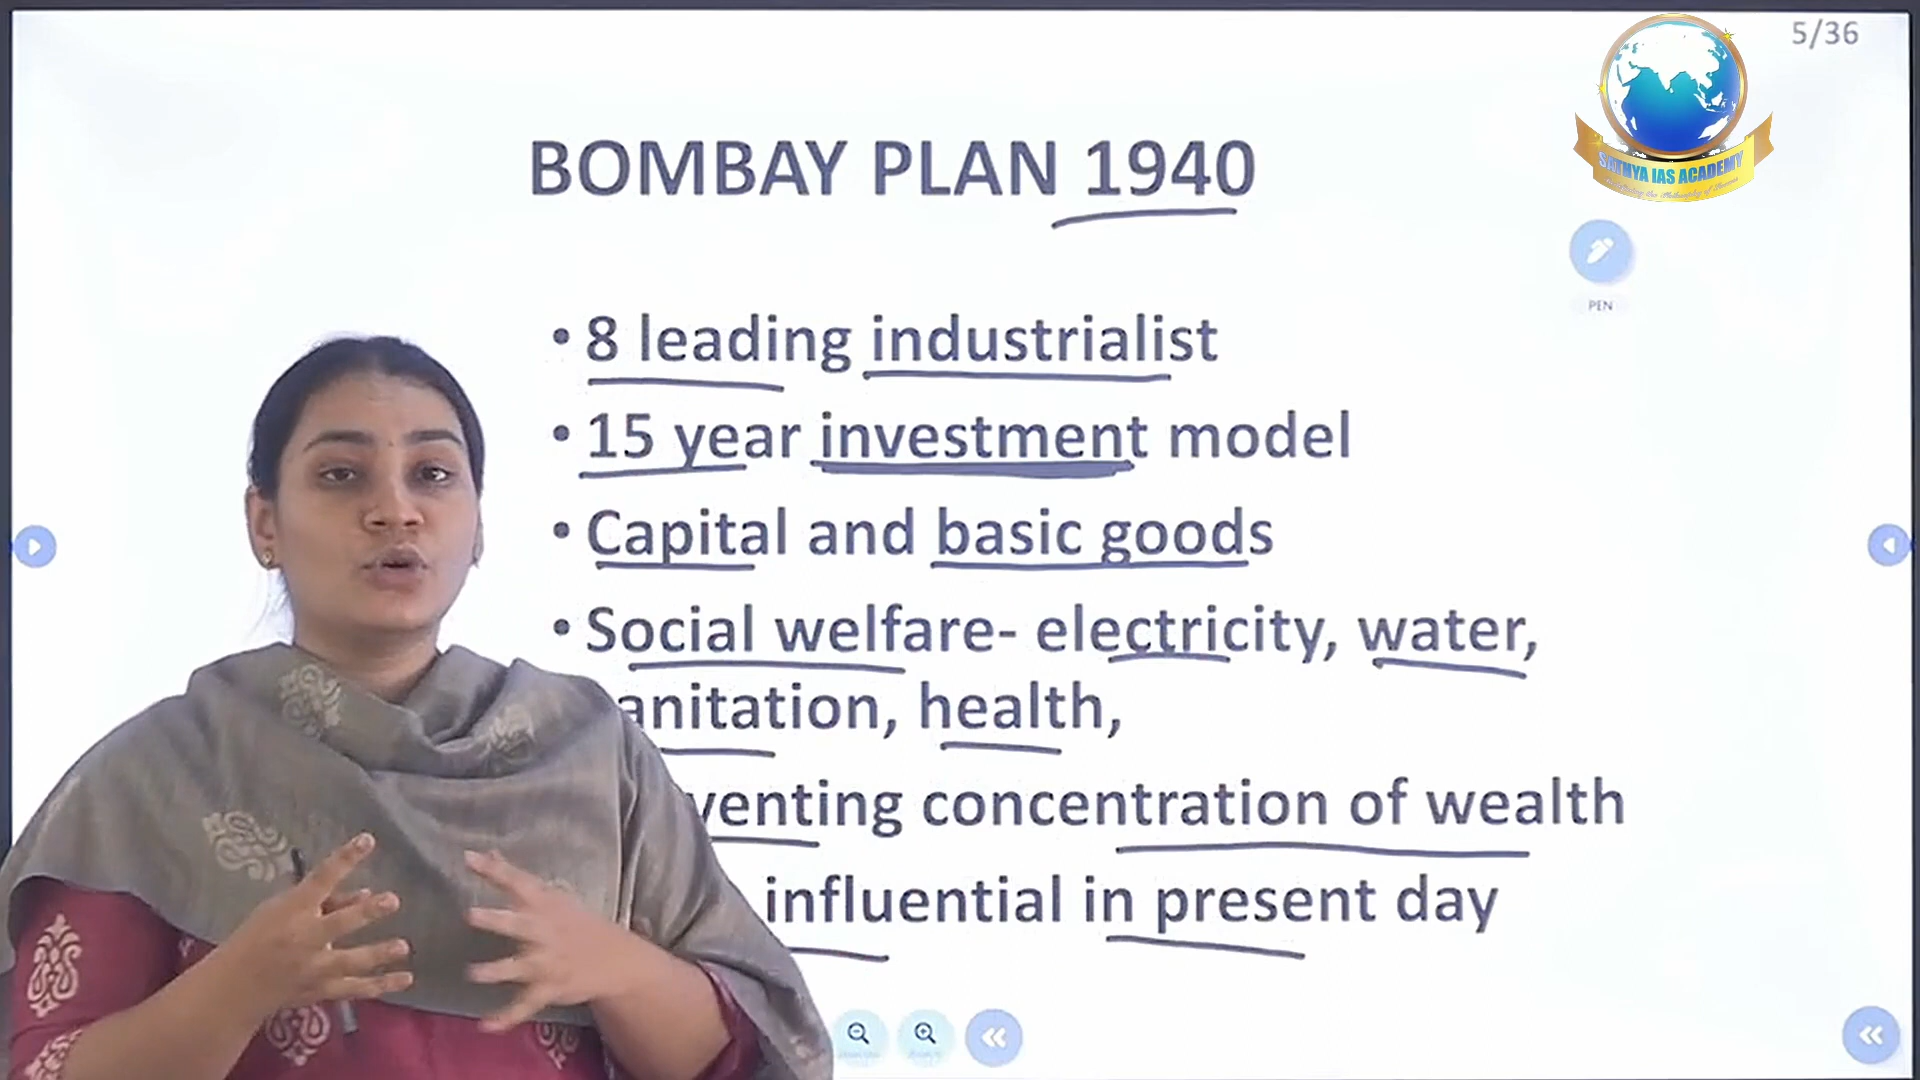 5/36
SATHYA IAS ACADEMY
BOMBAY PLAN 1940
PEN
• 8 leading industrialist
• 15 year investment model
• Capital and basic goods
• Social welfare- electricity, water,
anitation, health,
venting concentration of wealth
influential in present day